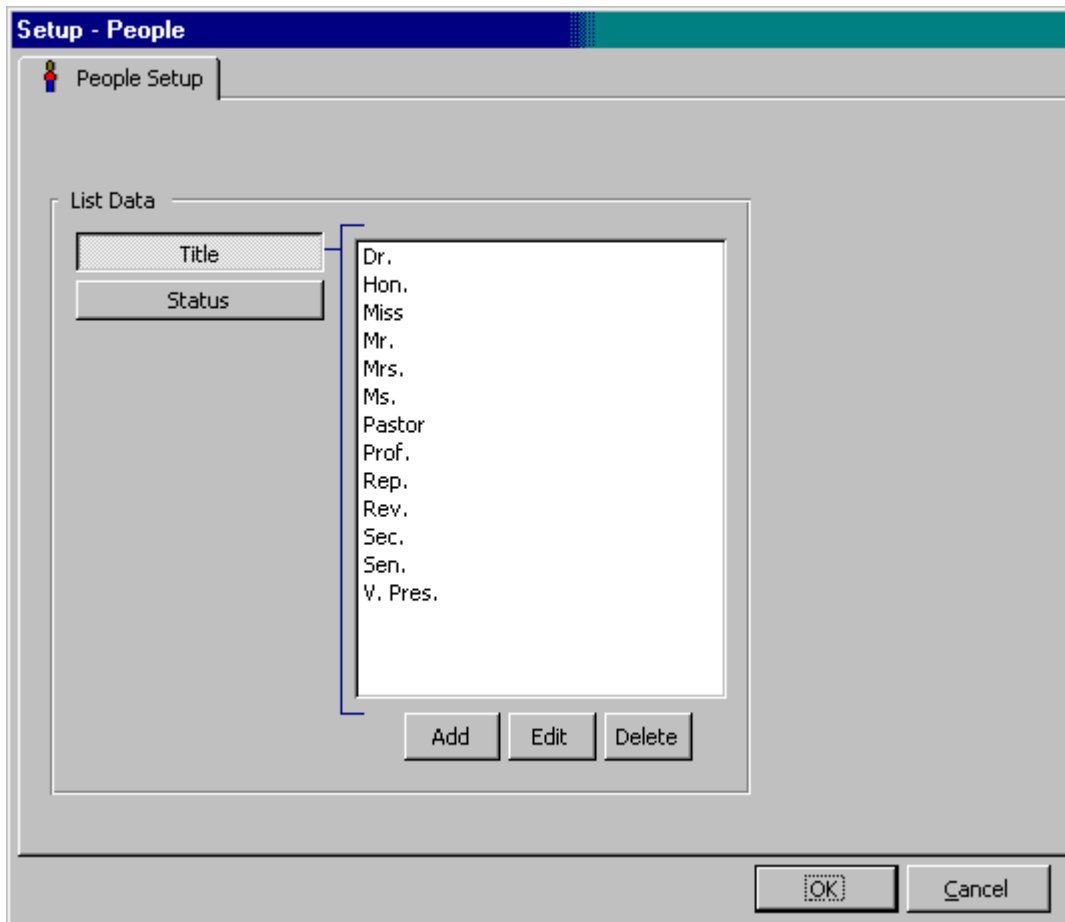 Setup - People
People Setup
List Data
Title
Status
Dr.
Hon.
Miss
Mr.
Mrs.
Ms.
Pastor
Prof.
Rep.
Rev.
Sec.
Sen.
V. Pres.
Add Edit Delete
OK Cancel